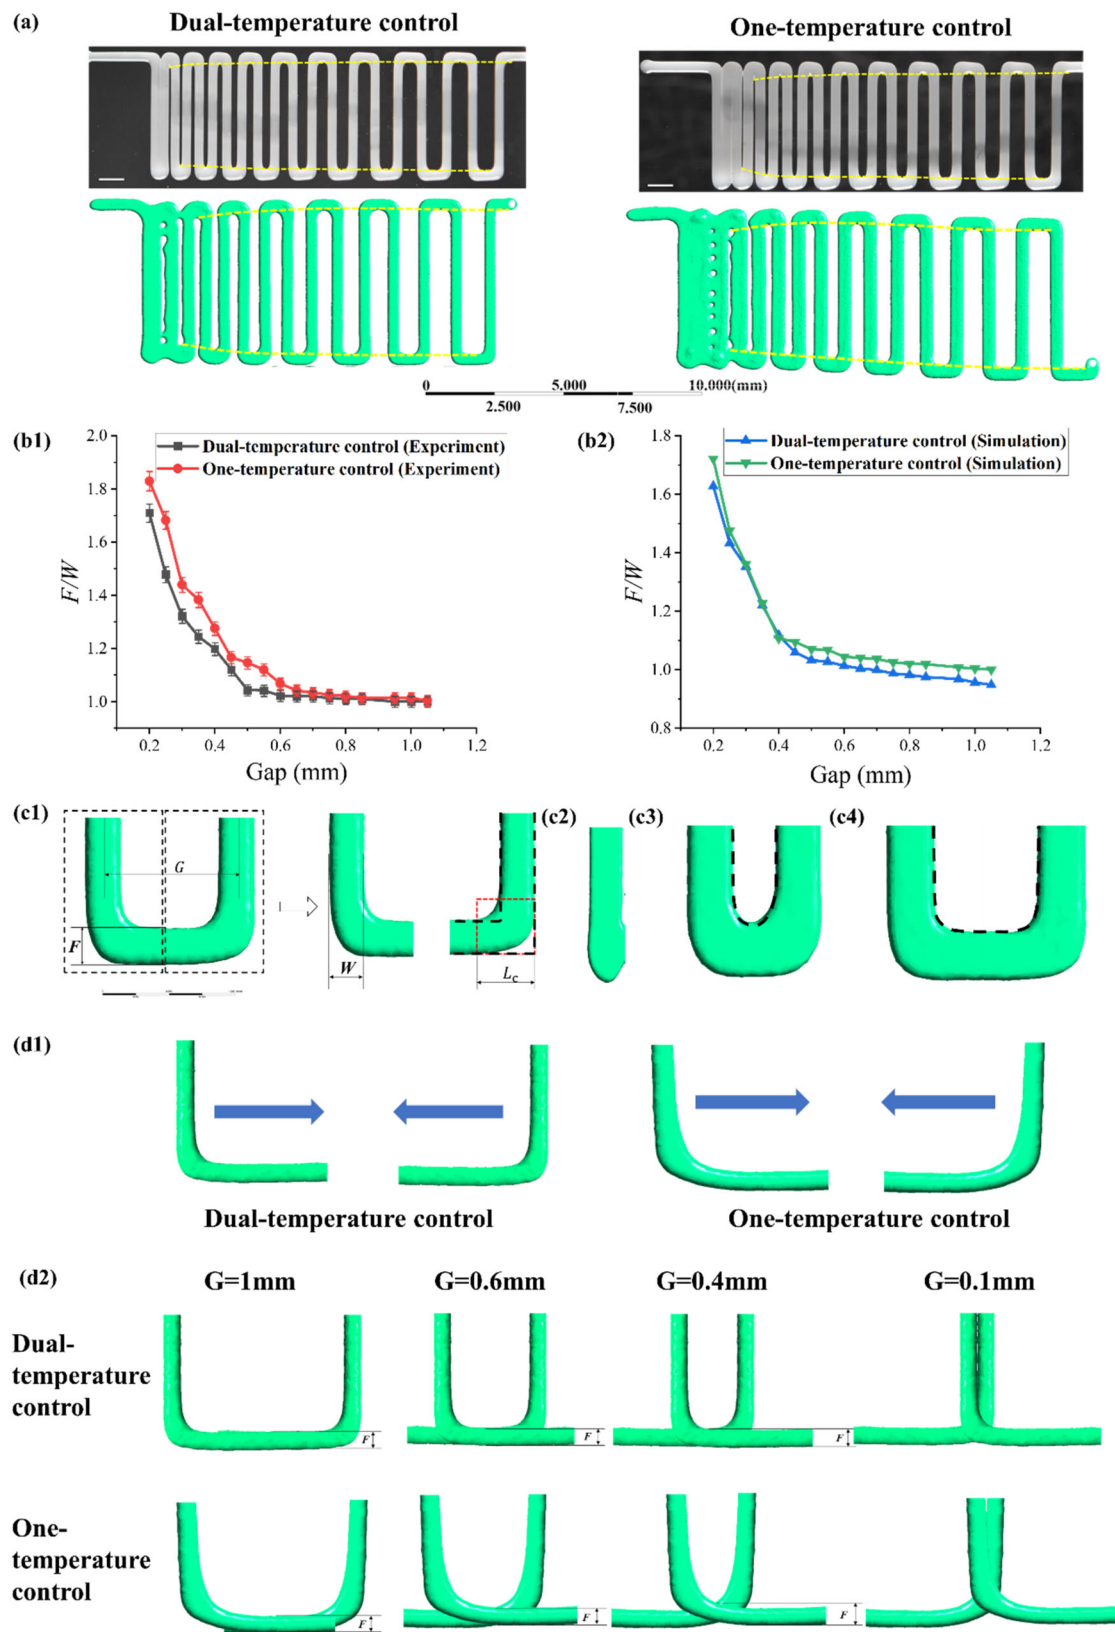 (a)
Dual-temperature control
One-temperature control
0 5.000 10.000(mm)
2.500 7.500
(b1)
2.0
1.8
1.6
1.4
1.2
1.0
F/W
Dual-temperature control (Experiment)
One-temperature control (Experiment)
0.2 0.4 0.6 0.8 1.0 1.2
Gap (mm)
(b2)
1.8
1.6
1.4
1.2
1.0
0.8
F/W
Dual-temperature control (Simulation)
One-temperature control (Simulation)
0.2 0.4 0.6 0.8 1.0 1.2
Gap (mm)
(c1)
G
F
W
Lc
(c2)
(c3)
(c4)
(d1)
Dual-temperature control
One-temperature control
(d2)
G=1mm
G=0.6mm
G=0.4mm
G=0.1mm
Dual-
temperature
control
F
F
F
One-
temperature
control
F
F
F